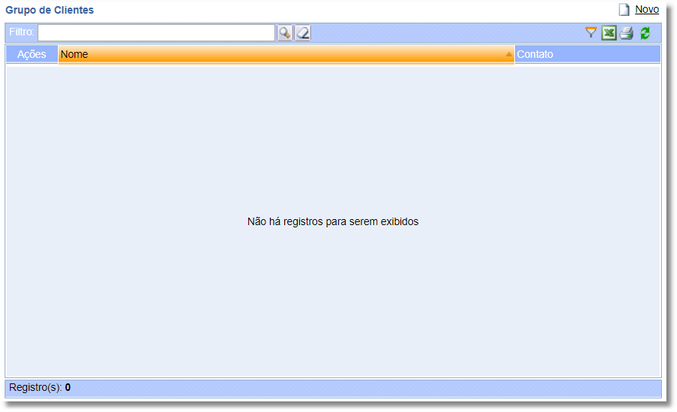 Grupo de Clientes Novo
Filtro:
Ações Nome Contato
Não há registros para serem exibidos
Registro(s): 0